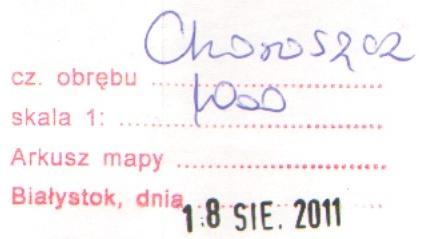 cz. obrębu Choroszcz
skala 1: 1000
Arkusz mapy
Białystok, dnia 18 SIE. 2011